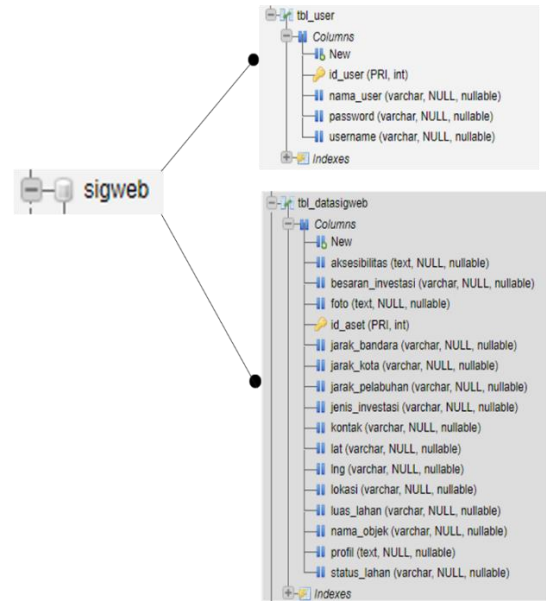 tbl_user
Columns
New
id_user (PRI, int)
nama_user (varchar, NULL, nullable)
password (varchar, NULL, nullable)
username (varchar, NULL, nullable)
Indexes
sigweb
tbl_datasigweb
Columns
New
aksesibilitas (text, NULL, nullable)
besaran_investasi (varchar, NULL, nullable)
foto (text, NULL, nullable)
id_aset (PRI, int)
jarak_bandara (varchar, NULL, nullable)
jarak_kota (varchar, NULL, nullable)
jarak_pelabuhan (varchar, NULL, nullable)
jenis_investasi (varchar, NULL, nullable)
kontak (varchar, NULL, nullable)
lat (varchar, NULL, nullable)
lng (varchar, NULL, nullable)
lokasi (varchar, NULL, nullable)
luas_lahan (varchar, NULL, nullable)
nama_objek (varchar, NULL, nullable)
profil (text, NULL, nullable)
status_lahan (varchar, NULL, nullable)
Indexes